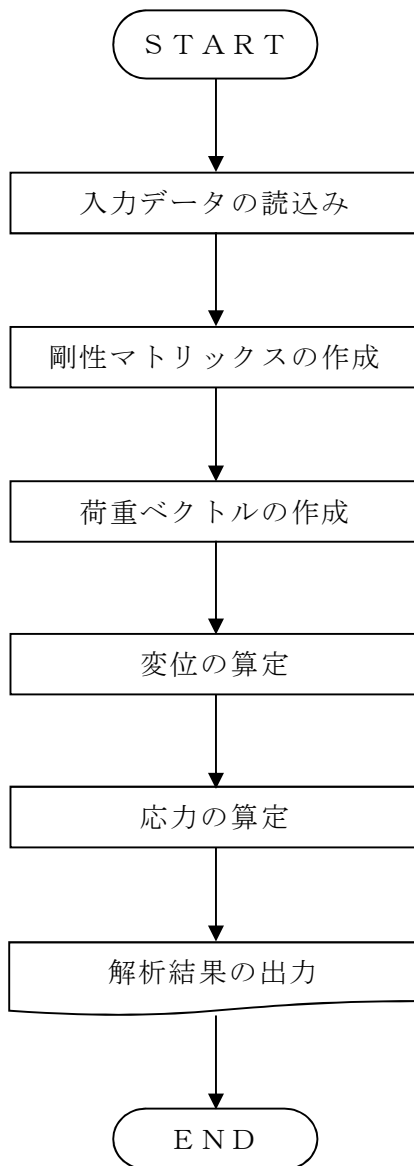 ＳＴＡＲＴ
入力データの読込み
剛性マトリックスの作成
荷重ベクトルの作成
変位の算定
応力の算定
解析結果の出力
ＥＮＤ